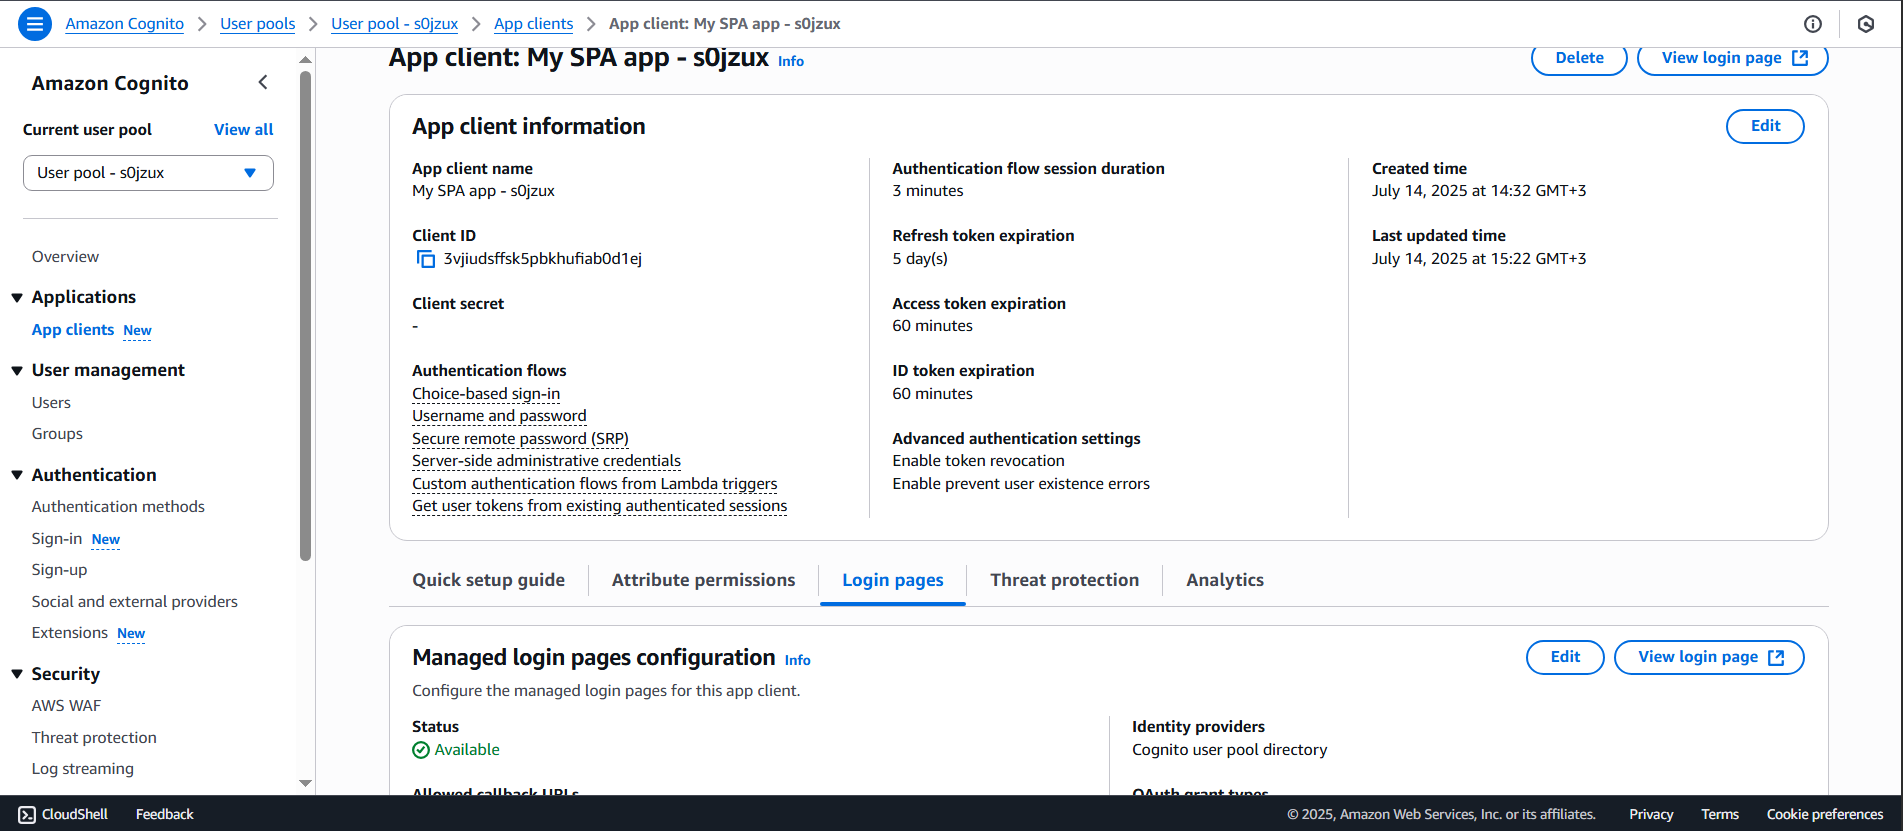 Amazon Cognito > User pools > User pool - s0jzux > App clients > App client: My SPA app - s0jzux
Amazon Cognito
Current user pool View all
User pool - s0jzux
Overview
Applications
App clients New
User management
Users
Groups
Authentication
Authentication methods
Sign-in New
Sign-up
Social and external providers
Extensions New
Security
AWS WAF
Threat protection
Log streaming
App client: My SPA app - s0jzux Info
Delete
View login page
App client information
Edit
App client name
My SPA app - s0jzux
Client ID
3vjiudsffsk5pbkhufiab0d1ej
Client secret
-
Authentication flows
Choice-based sign-in
Username and password
Secure remote password (SRP)
Server-side administrative credentials
Custom authentication flows from Lambda triggers
Get user tokens from existing authenticated sessions
Authentication flow session duration
3 minutes
Refresh token expiration
5 day(s)
Access token expiration
60 minutes
ID token expiration
60 minutes
Advanced authentication settings
Enable token revocation
Enable prevent user existence errors
Created time
July 14, 2025 at 14:32 GMT+3
Last updated time
July 14, 2025 at 15:22 GMT+3
Quick setup guide
Attribute permissions
Login pages
Threat protection
Analytics
Managed login pages configuration Info
Edit
View login page
Configure the managed login pages for this app client.
Status
Available
Allowed callback URLs
Identity providers
Cognito user pool directory
OAuth grant types
CloudShell
Feedback
© 2025, Amazon Web Services, Inc. or its affiliates.
Privacy
Terms
Cookie preferences